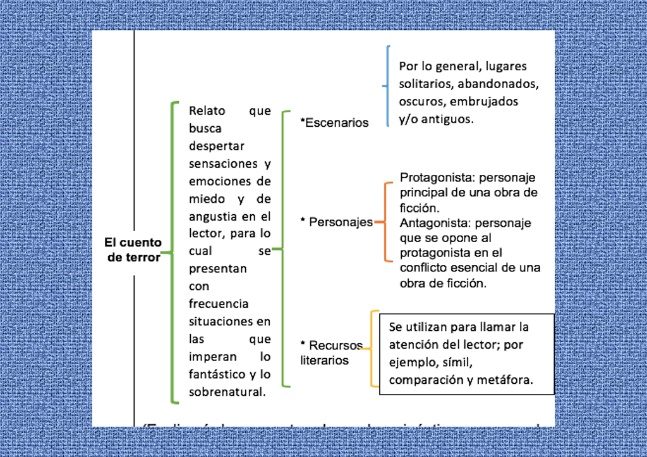 El cuento
de terror
Relato que
busca
despertar
sensaciones y
emociones de
miedo y de
angustia en el
lector, para lo
cual se
presentan
con
frecuencia
situaciones en
las que
imperan lo
fantástico y lo
sobrenatural.
*Escenarios
Por lo general, lugares
solitarios, abandonados,
oscuros, embrujados
y/o antiguos.
* Personajes
Protagonista: personaje
principal de una obra de
ficción.
Antagonista: personaje
que se opone al
protagonista en el
conflicto esencial de una
obra de ficción.
* Recursos
literarios
Se utilizan para llamar la
atención del lector; por
ejemplo, símil,
comparación y metáfora.